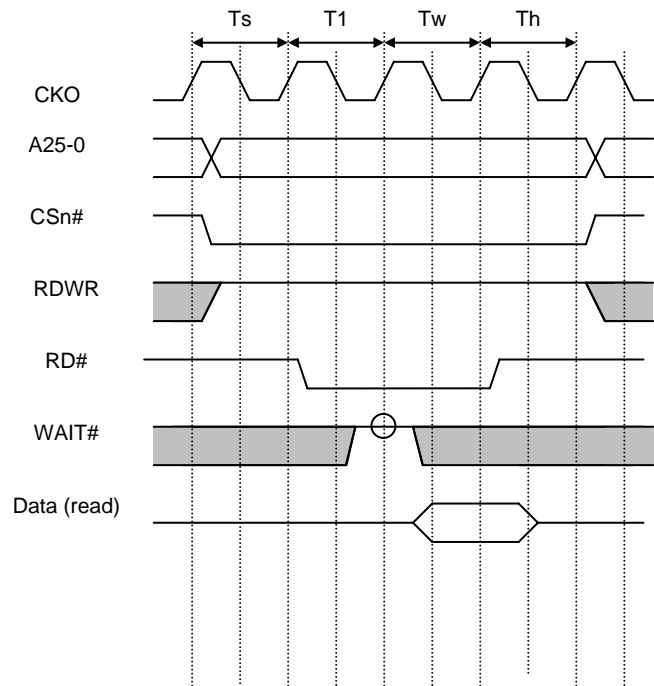 Ts T1 Tw Th
CKO
A25-0
CSn#
RDWR
RD#
WAIT#
Data (read)